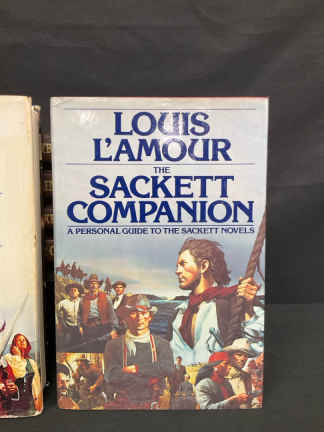 LOUIS
L'AMOUR
THE
SACKETT
COMPANION
A PERSONAL GUIDE TO THE SACKETT NOVELS